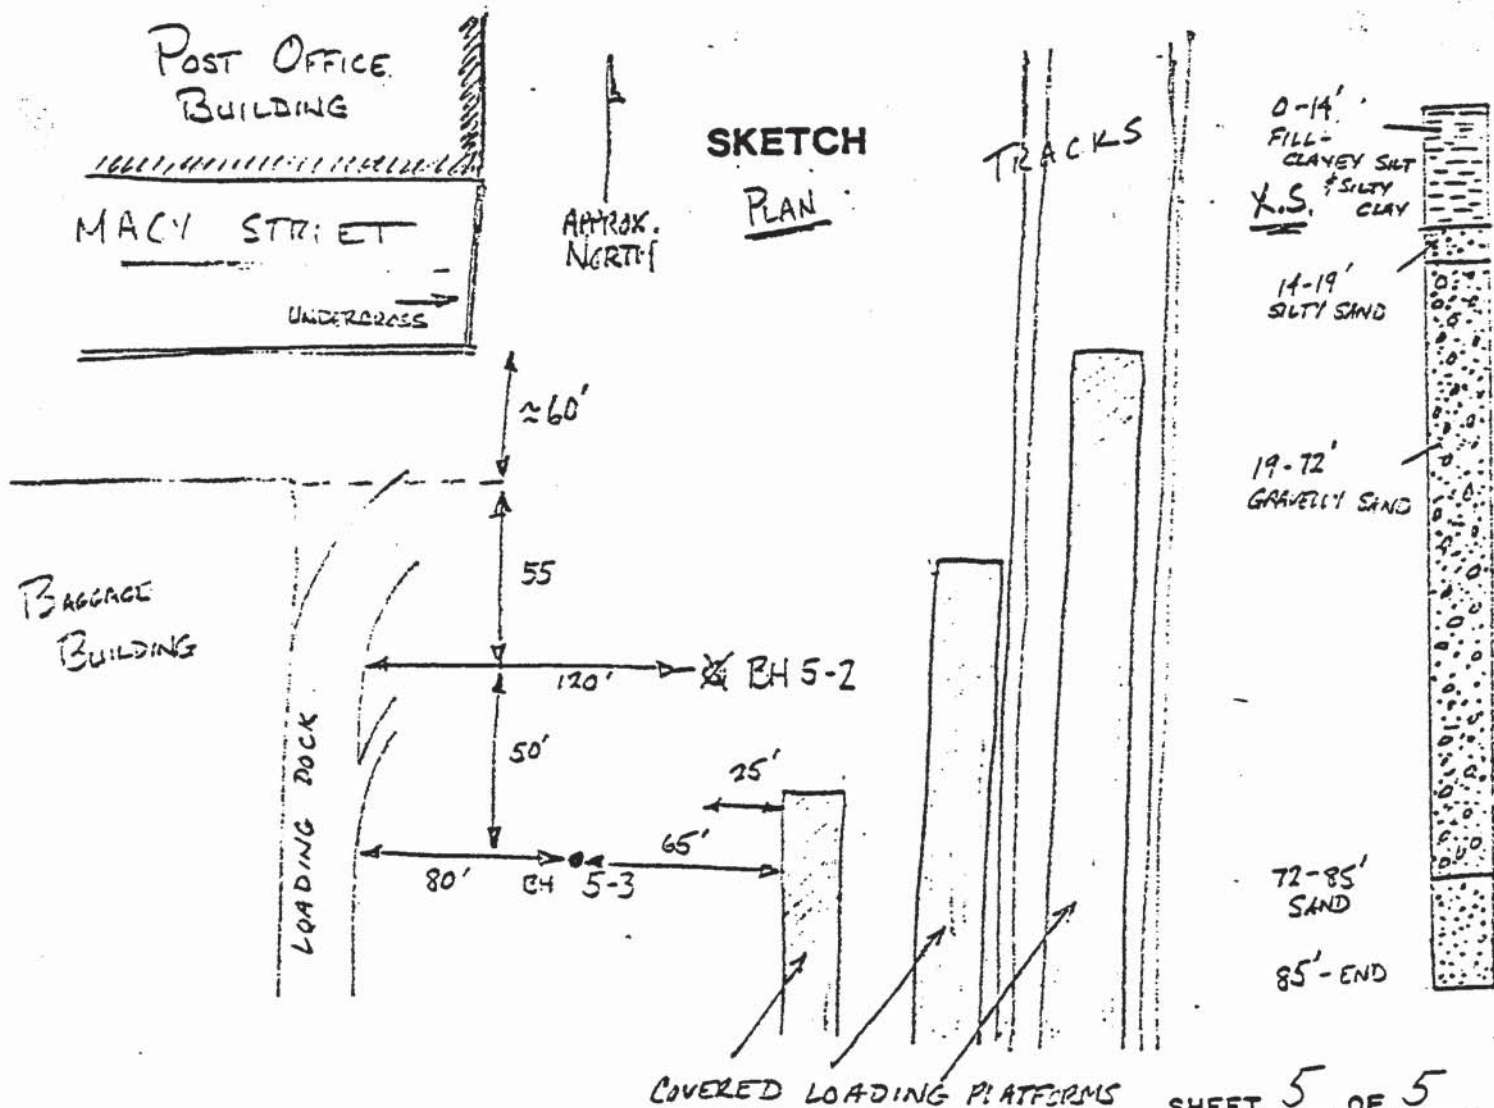 POST OFFICE
BUILDING
MACY STREET
UNDERCROSS
APPROX.
NORTH
SKETCH
PLAN
TRACKS
0-14'
FILL-
CLAYEY SILT
& SILTY
CLAY
X.S.
14-19'
SILTY SAND
19-72'
GRAVELLY SAND
72-85'
SAND
85'-END
≈60'
55
BAGGAGE
BUILDING
LOADING DOCK
120'
BH 5-2
50'
25'
65'
80'
BH 5-3
COVERED LOADING PLATFORMS
SHEET 5 OF 5